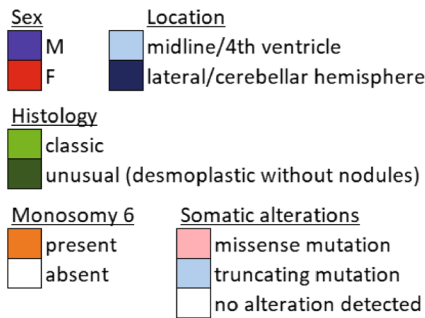 Sex
M
F
Location
midline/4th ventricle
lateral/cerebellar hemisphere
Histology
classic
unusual (desmoplastic without nodules)
Monosomy 6
present
absent
Somatic alterations
missense mutation
truncating mutation
no alteration detected